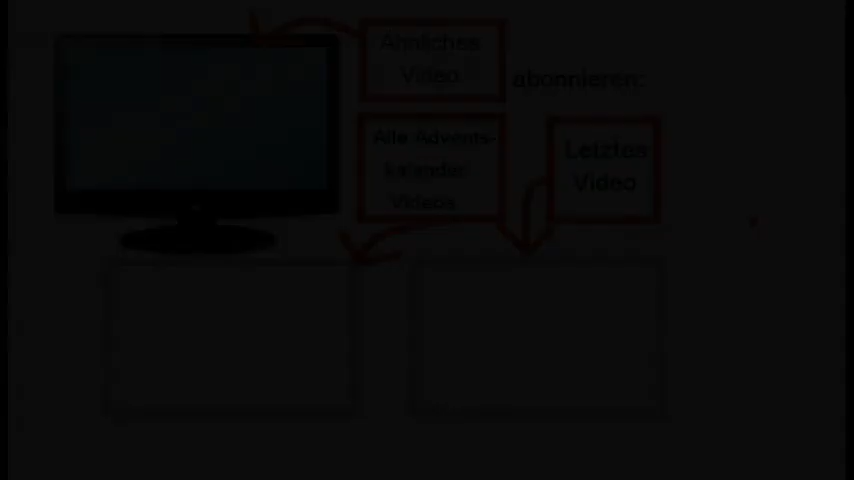 Ähnliches
Video
abonnieren:
Alle Advents-
kalender
Videos
Letztes
Video